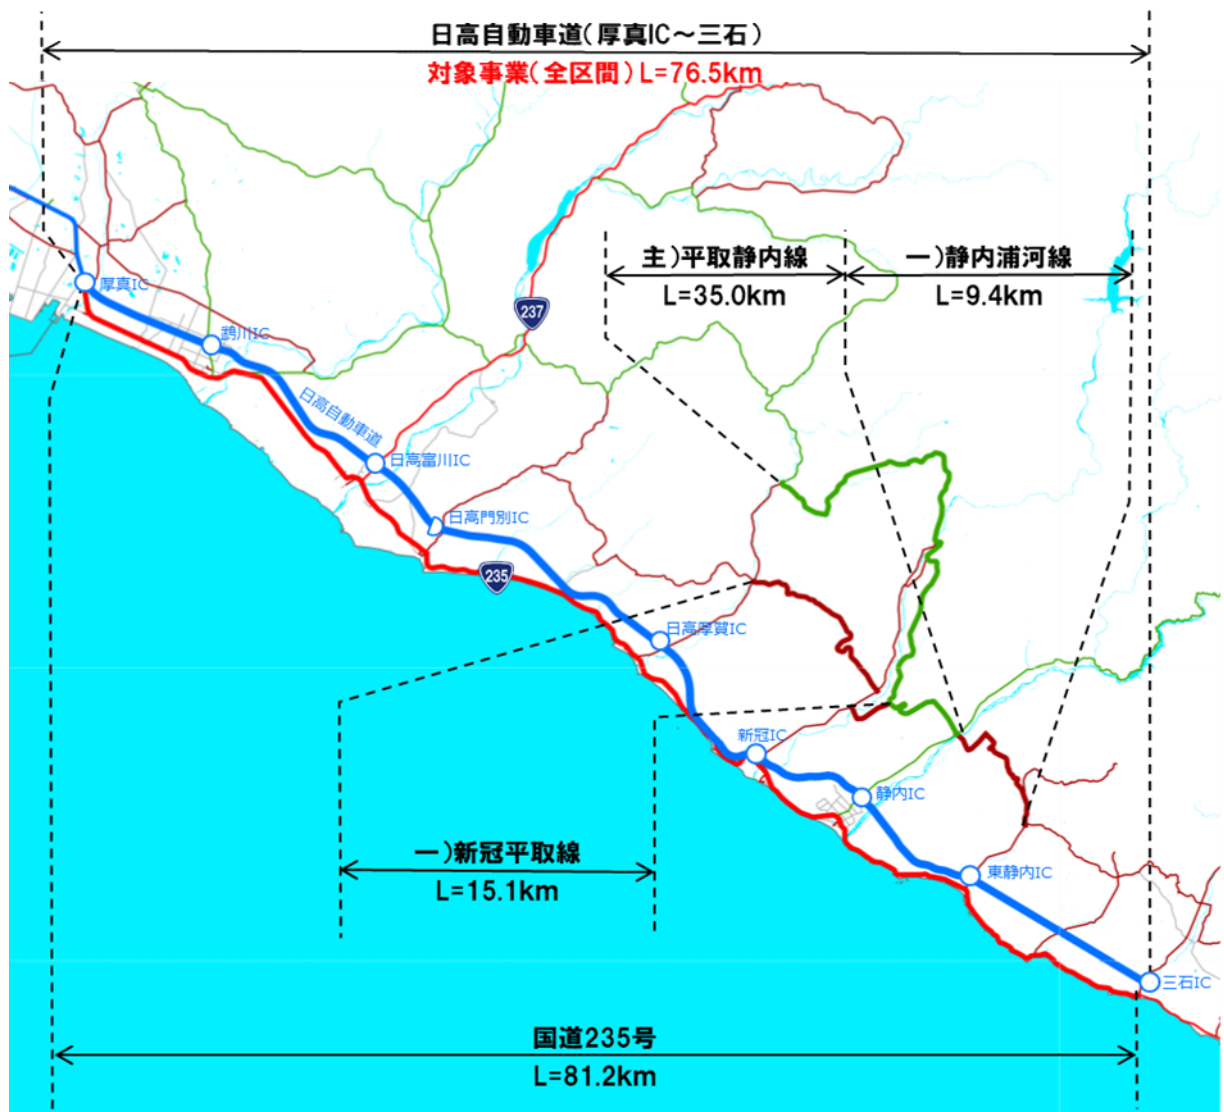 日高自動車道(厚真IC～三石)
対象事業(全区間)L=76.5km
主)平取静内線
L=35.0km
一)静内浦河線
L=9.4km
厚真IC
237
鵡川IC
日高自動車道
日高富川IC
日高門別IC
235
日高厚賀IC
新冠IC
静内IC
一)新冠平取線
L=15.1km
東静内IC
三石IC
国道235号
L=81.2km